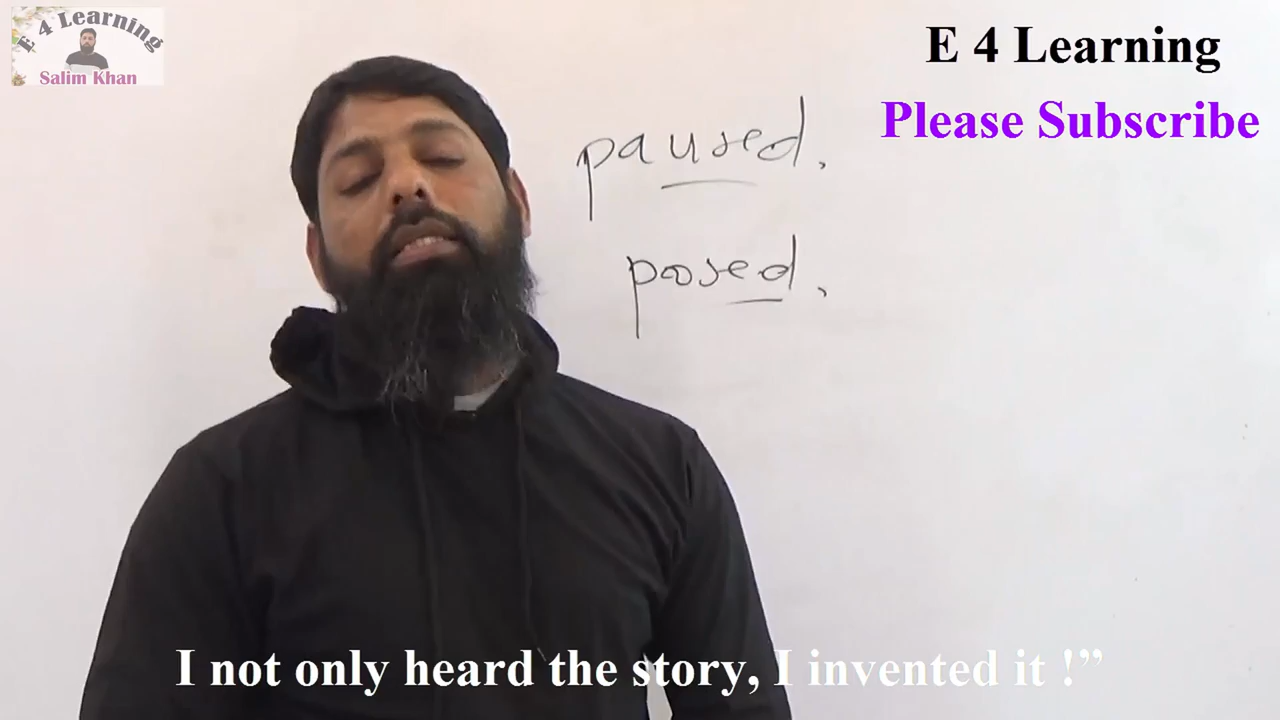 E 4 Learning
Salim Khan
E 4 Learning
Please Subscribe
paused.
posed.
I not only heard the story, I invented it !”